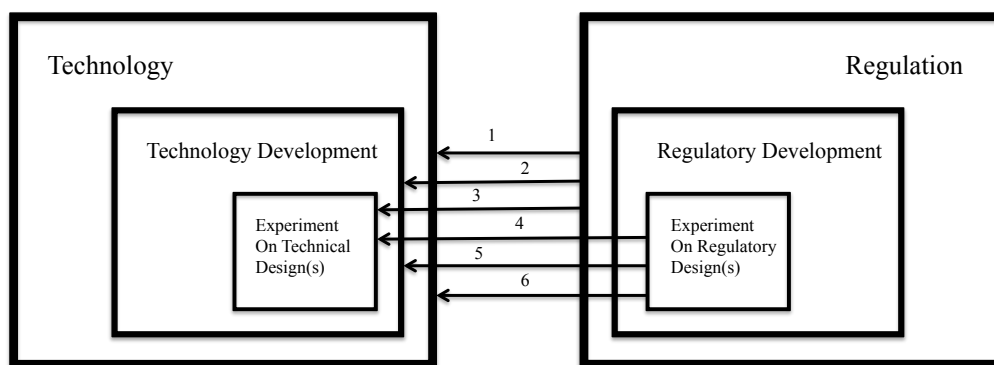 Technology
Technology Development
Experiment
On Technical
Design(s)
1
2
3
4
5
6
Regulation
Regulatory Development
Experiment
On Regulatory
Design(s)